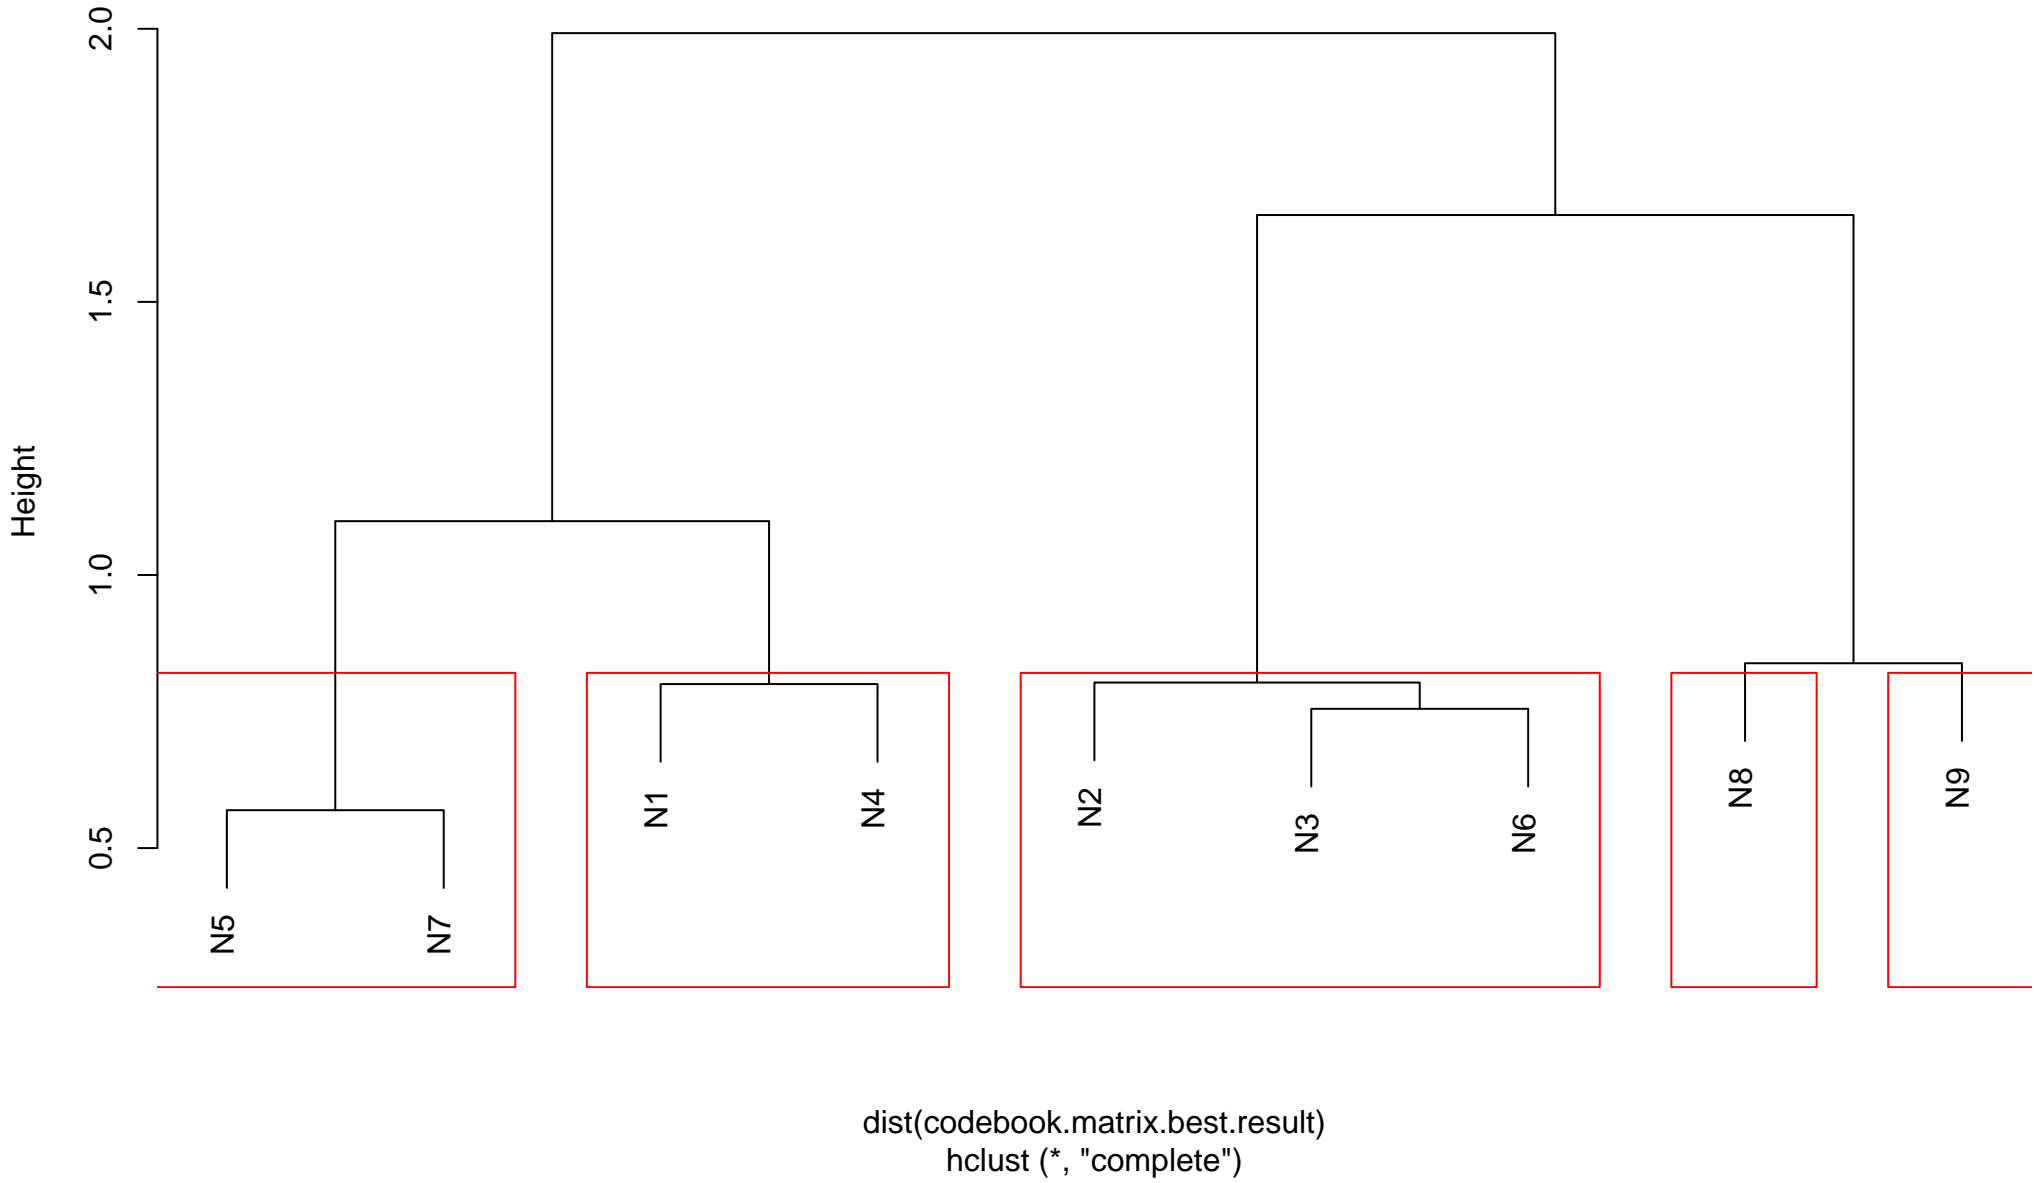 2.0
1.5
1.0
0.5
Height
N5
N7
N1
N4
N2
N3
N6
N8
N9
dist(codebook.matrix.best.result)
hclust (*, "complete")